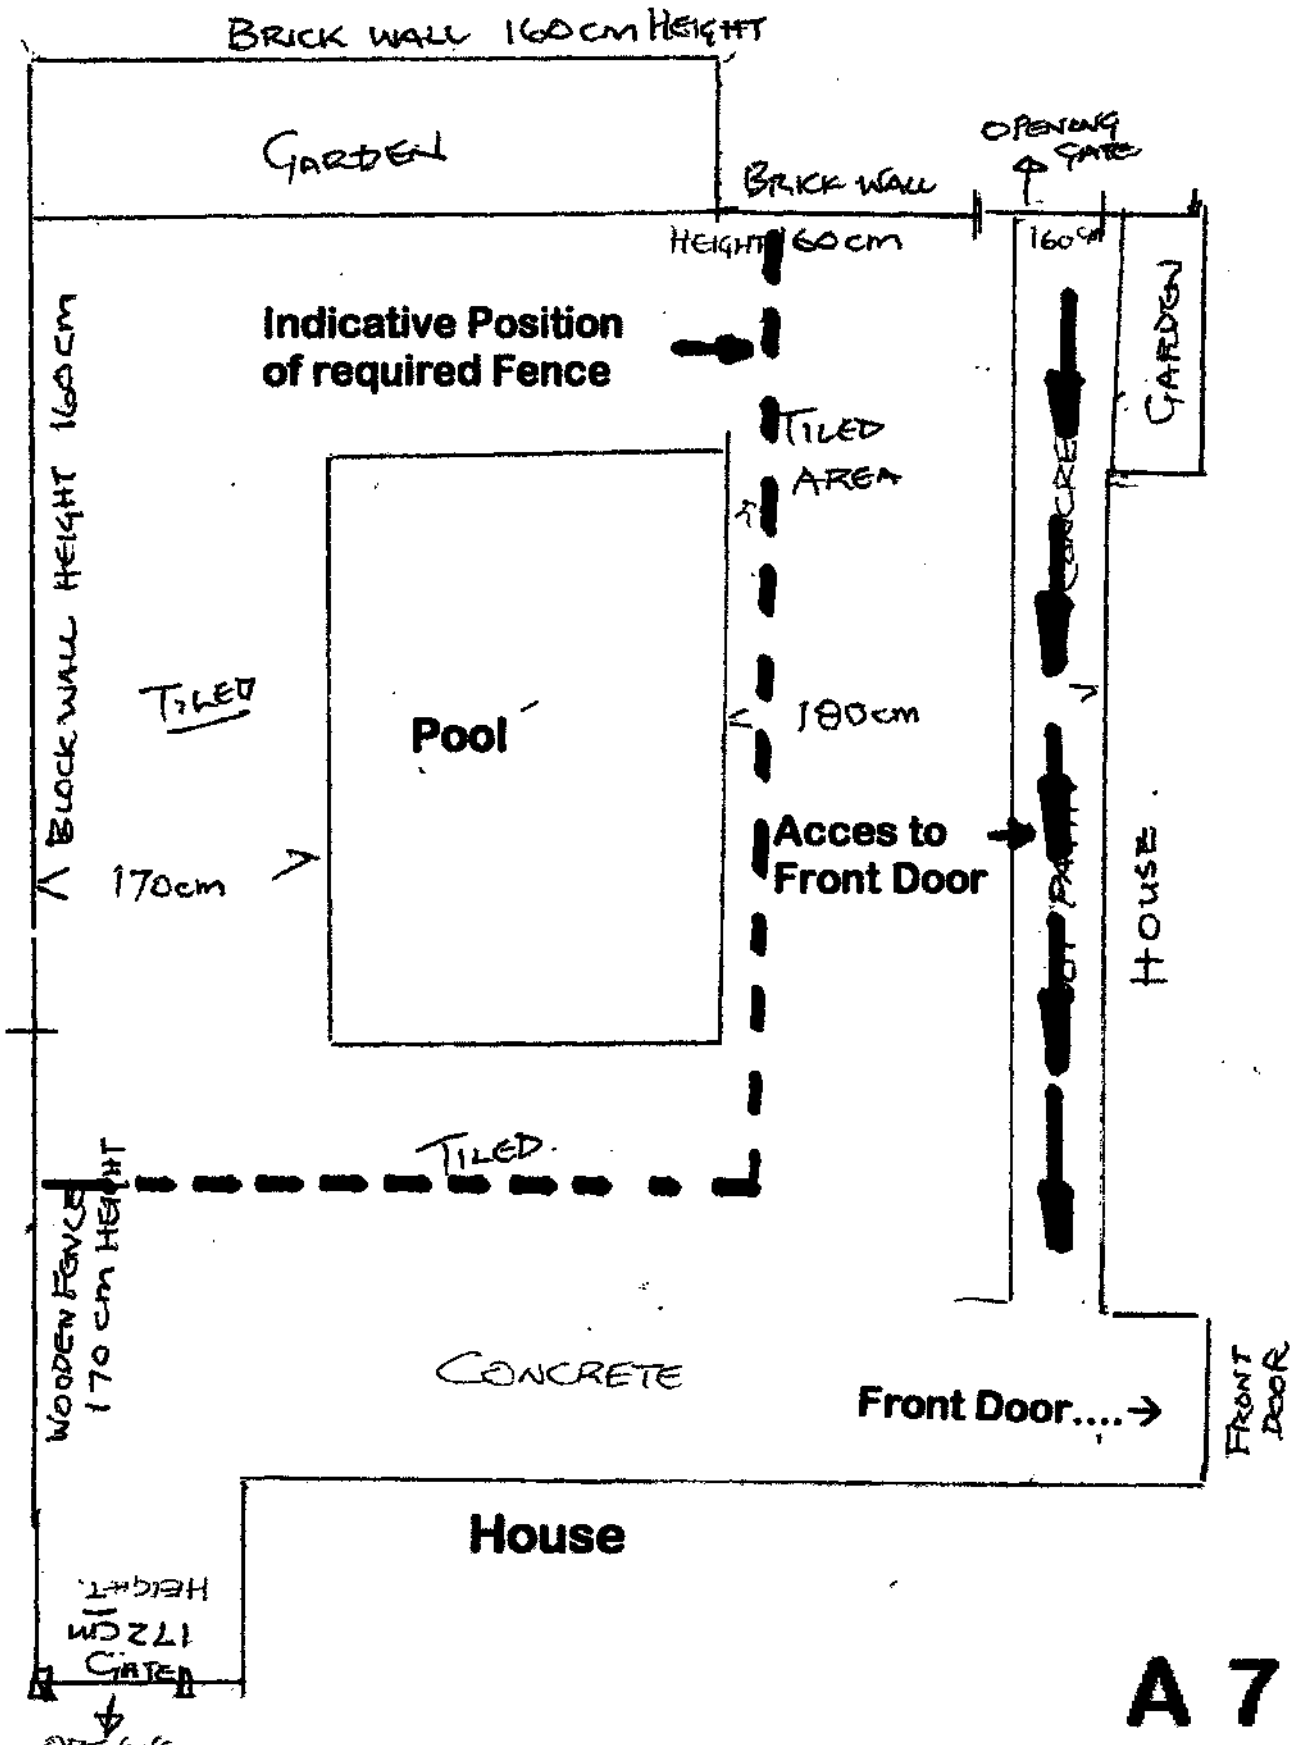 BRICK WALL 160cm HEIGHT
GARDEN
OPENING
GATE
BRICK WALL
HEIGHT 160cm
160cm
GARDEN
Indicative Position
of required Fence
BLOCK WALL HEIGHT 160cm
TILED
AREA
CONCRE
TILED
Pool
180cm
Acces to
Front Door
170cm
PATH
HOUSE.
TILED.
WOODEN FENCE
170 cm HEIGHT
CONCRETE
Front Door....→
FRONT
DOOR
House
HEIGHT.
172cm
GATE
A 7